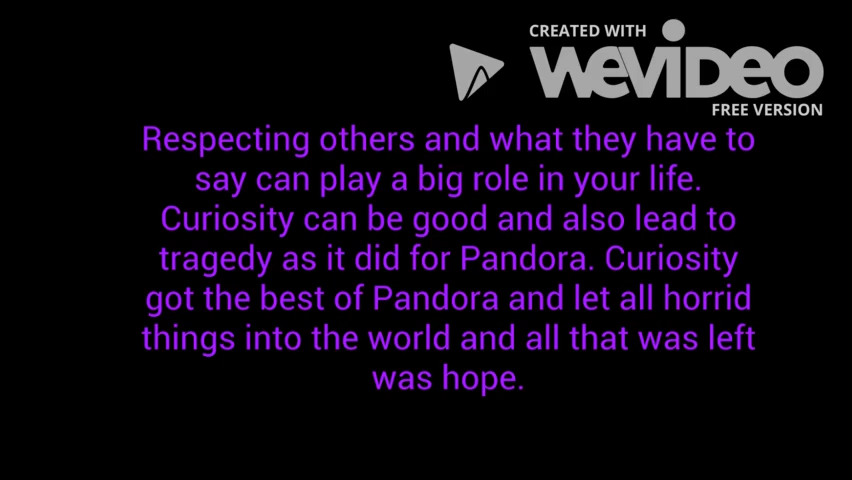 CREATED WITH
WEVIDEO
FREE VERSION
Respecting others and what they have to
say can play a big role in your life.
Curiosity can be good and also lead to
tragedy as it did for Pandora. Curiosity
got the best of Pandora and let all horrid
things into the world and all that was left
was hope.